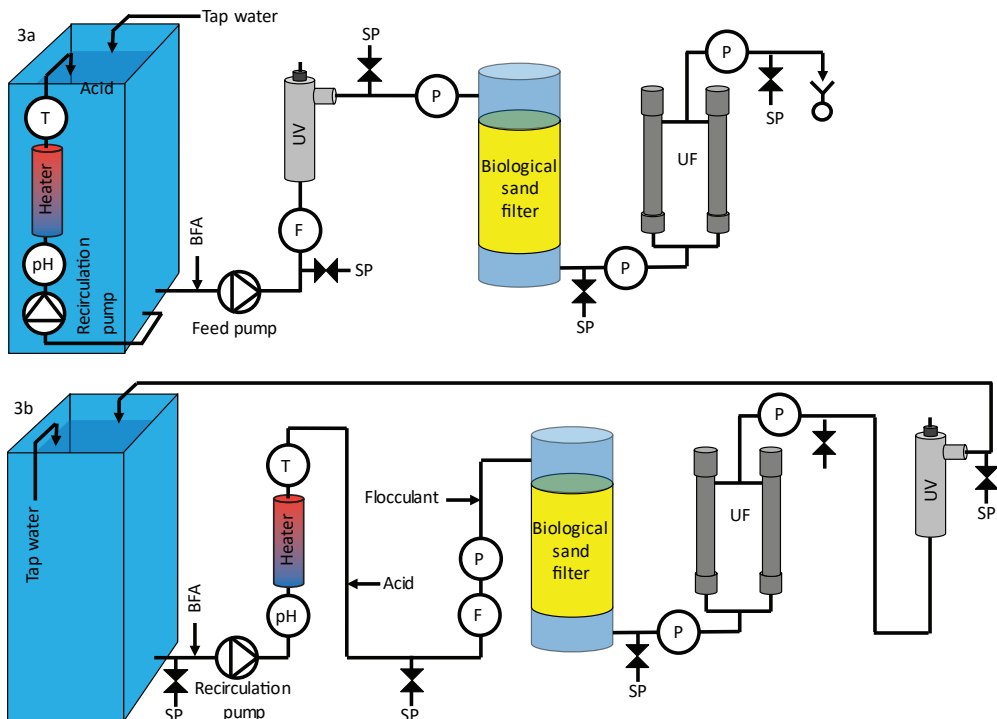 3a
Tap water
Acid
T
Heater
pH
Recirculation
pump
BFA
Feed pump
F
SP
UV
SP
P
Biological
sand
filter
SP
P
UF
P
SP
3b
Tap water
SP
BFA
Recirculation
pump
pH
Heater
T
Acid
SP
Flocculant
P
F
Biological
sand
filter
SP
P
UF
P
UV
SP